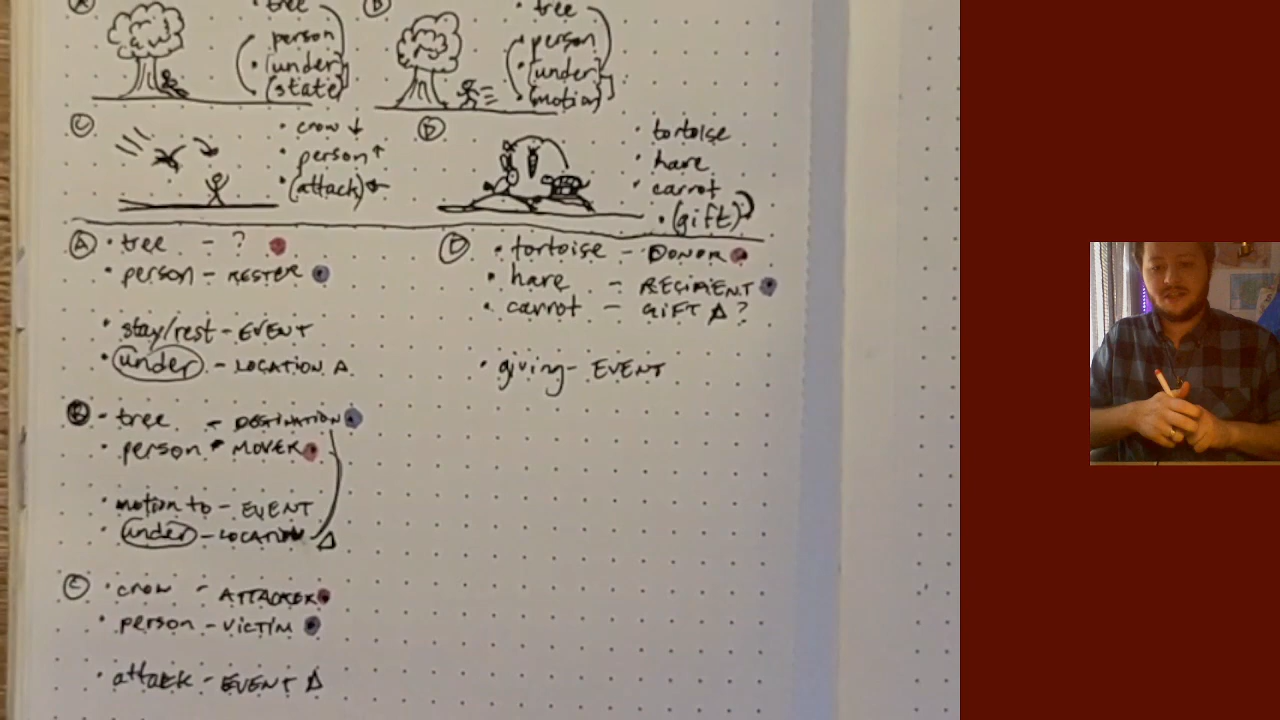 A
• tree
• person
• (under)
(state)
B
• tree
• person
• (under)
• (motion)
C
• crow ↓
• person ↑
• (attack)
D
• tortoise
• hare
• carrot
• (gift)
A • tree - ?
• person - RESTER
• stay/rest - EVENT
• under - LOCATION Δ
B - tree - DESTINATION
• person - MOVER
• motion to - EVENT
• under - LOCATION Δ
C • crow - ATTACKER
• person - VICTIM
• attack - EVENT Δ
D • tortoise - DONOR
• hare - RECIPIENT
• carrot - GIFT Δ ?
• giving - EVENT